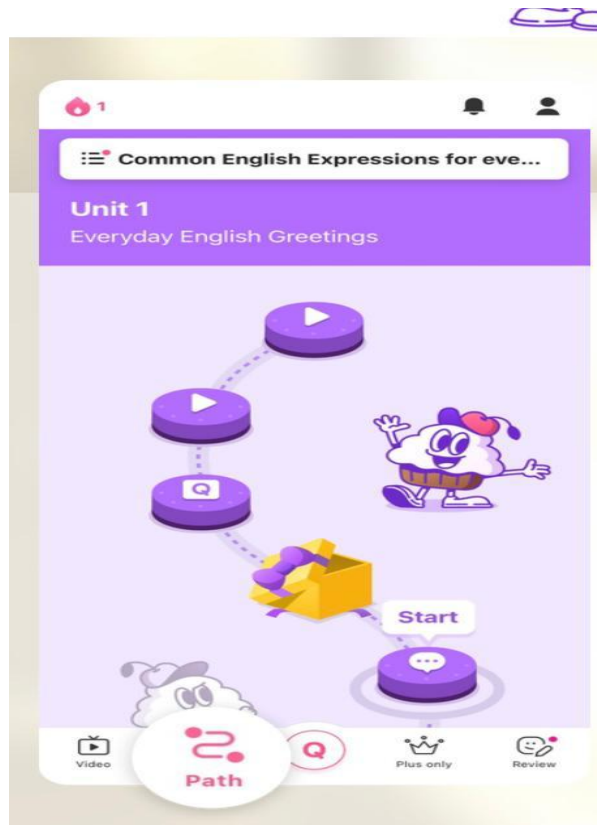 1
Common English Expressions for eve...
Unit 1
Everyday English Greetings
Q
Start
Video
Path
Q
Plus only
Review